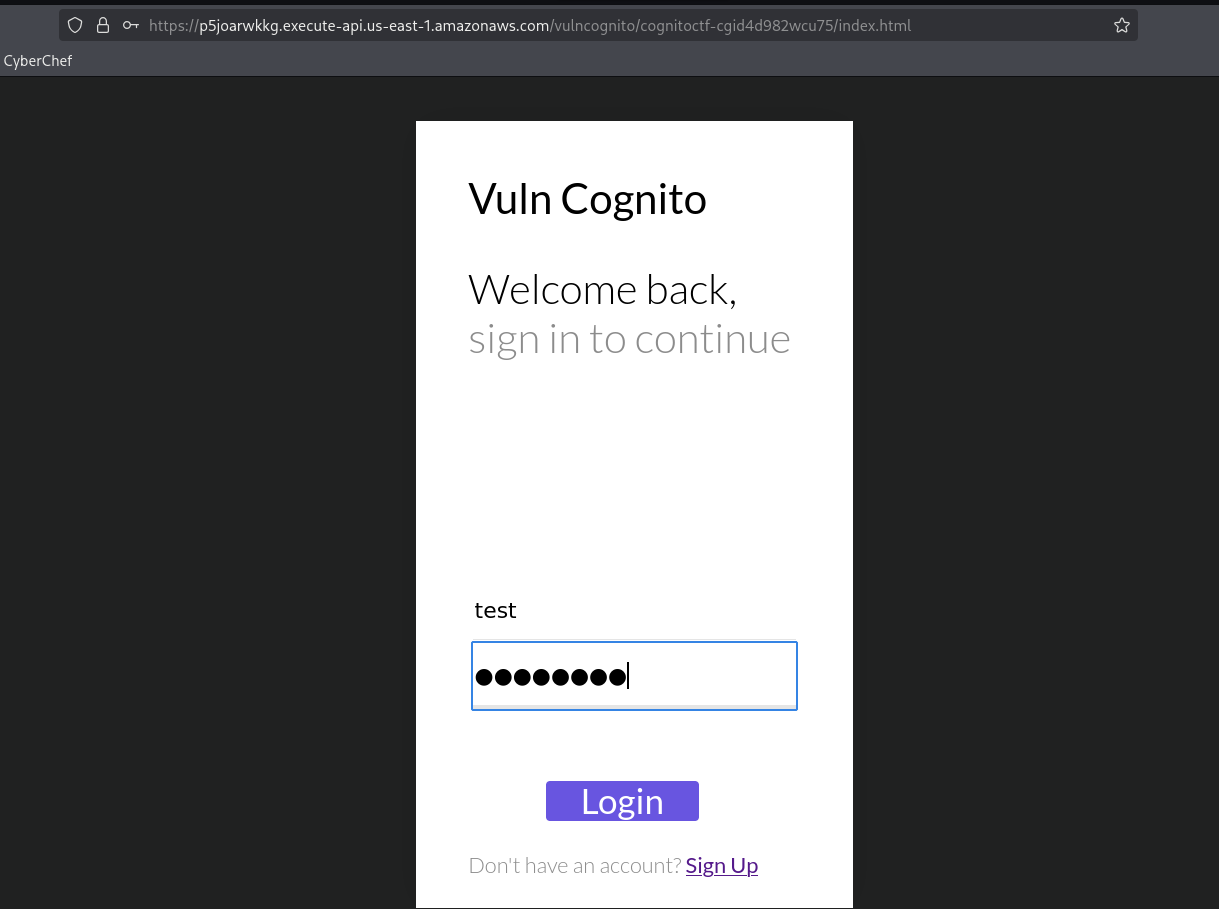 https://p5joarwkkg.execute-api.us-east-1.amazonaws.com/vulncognito/cognitoctf-cgid4d982wcu75/index.html
CyberChef
Vuln Cognito
Welcome back,
sign in to continue
test
●●●●●●●●
Login
Don't have an account? Sign Up